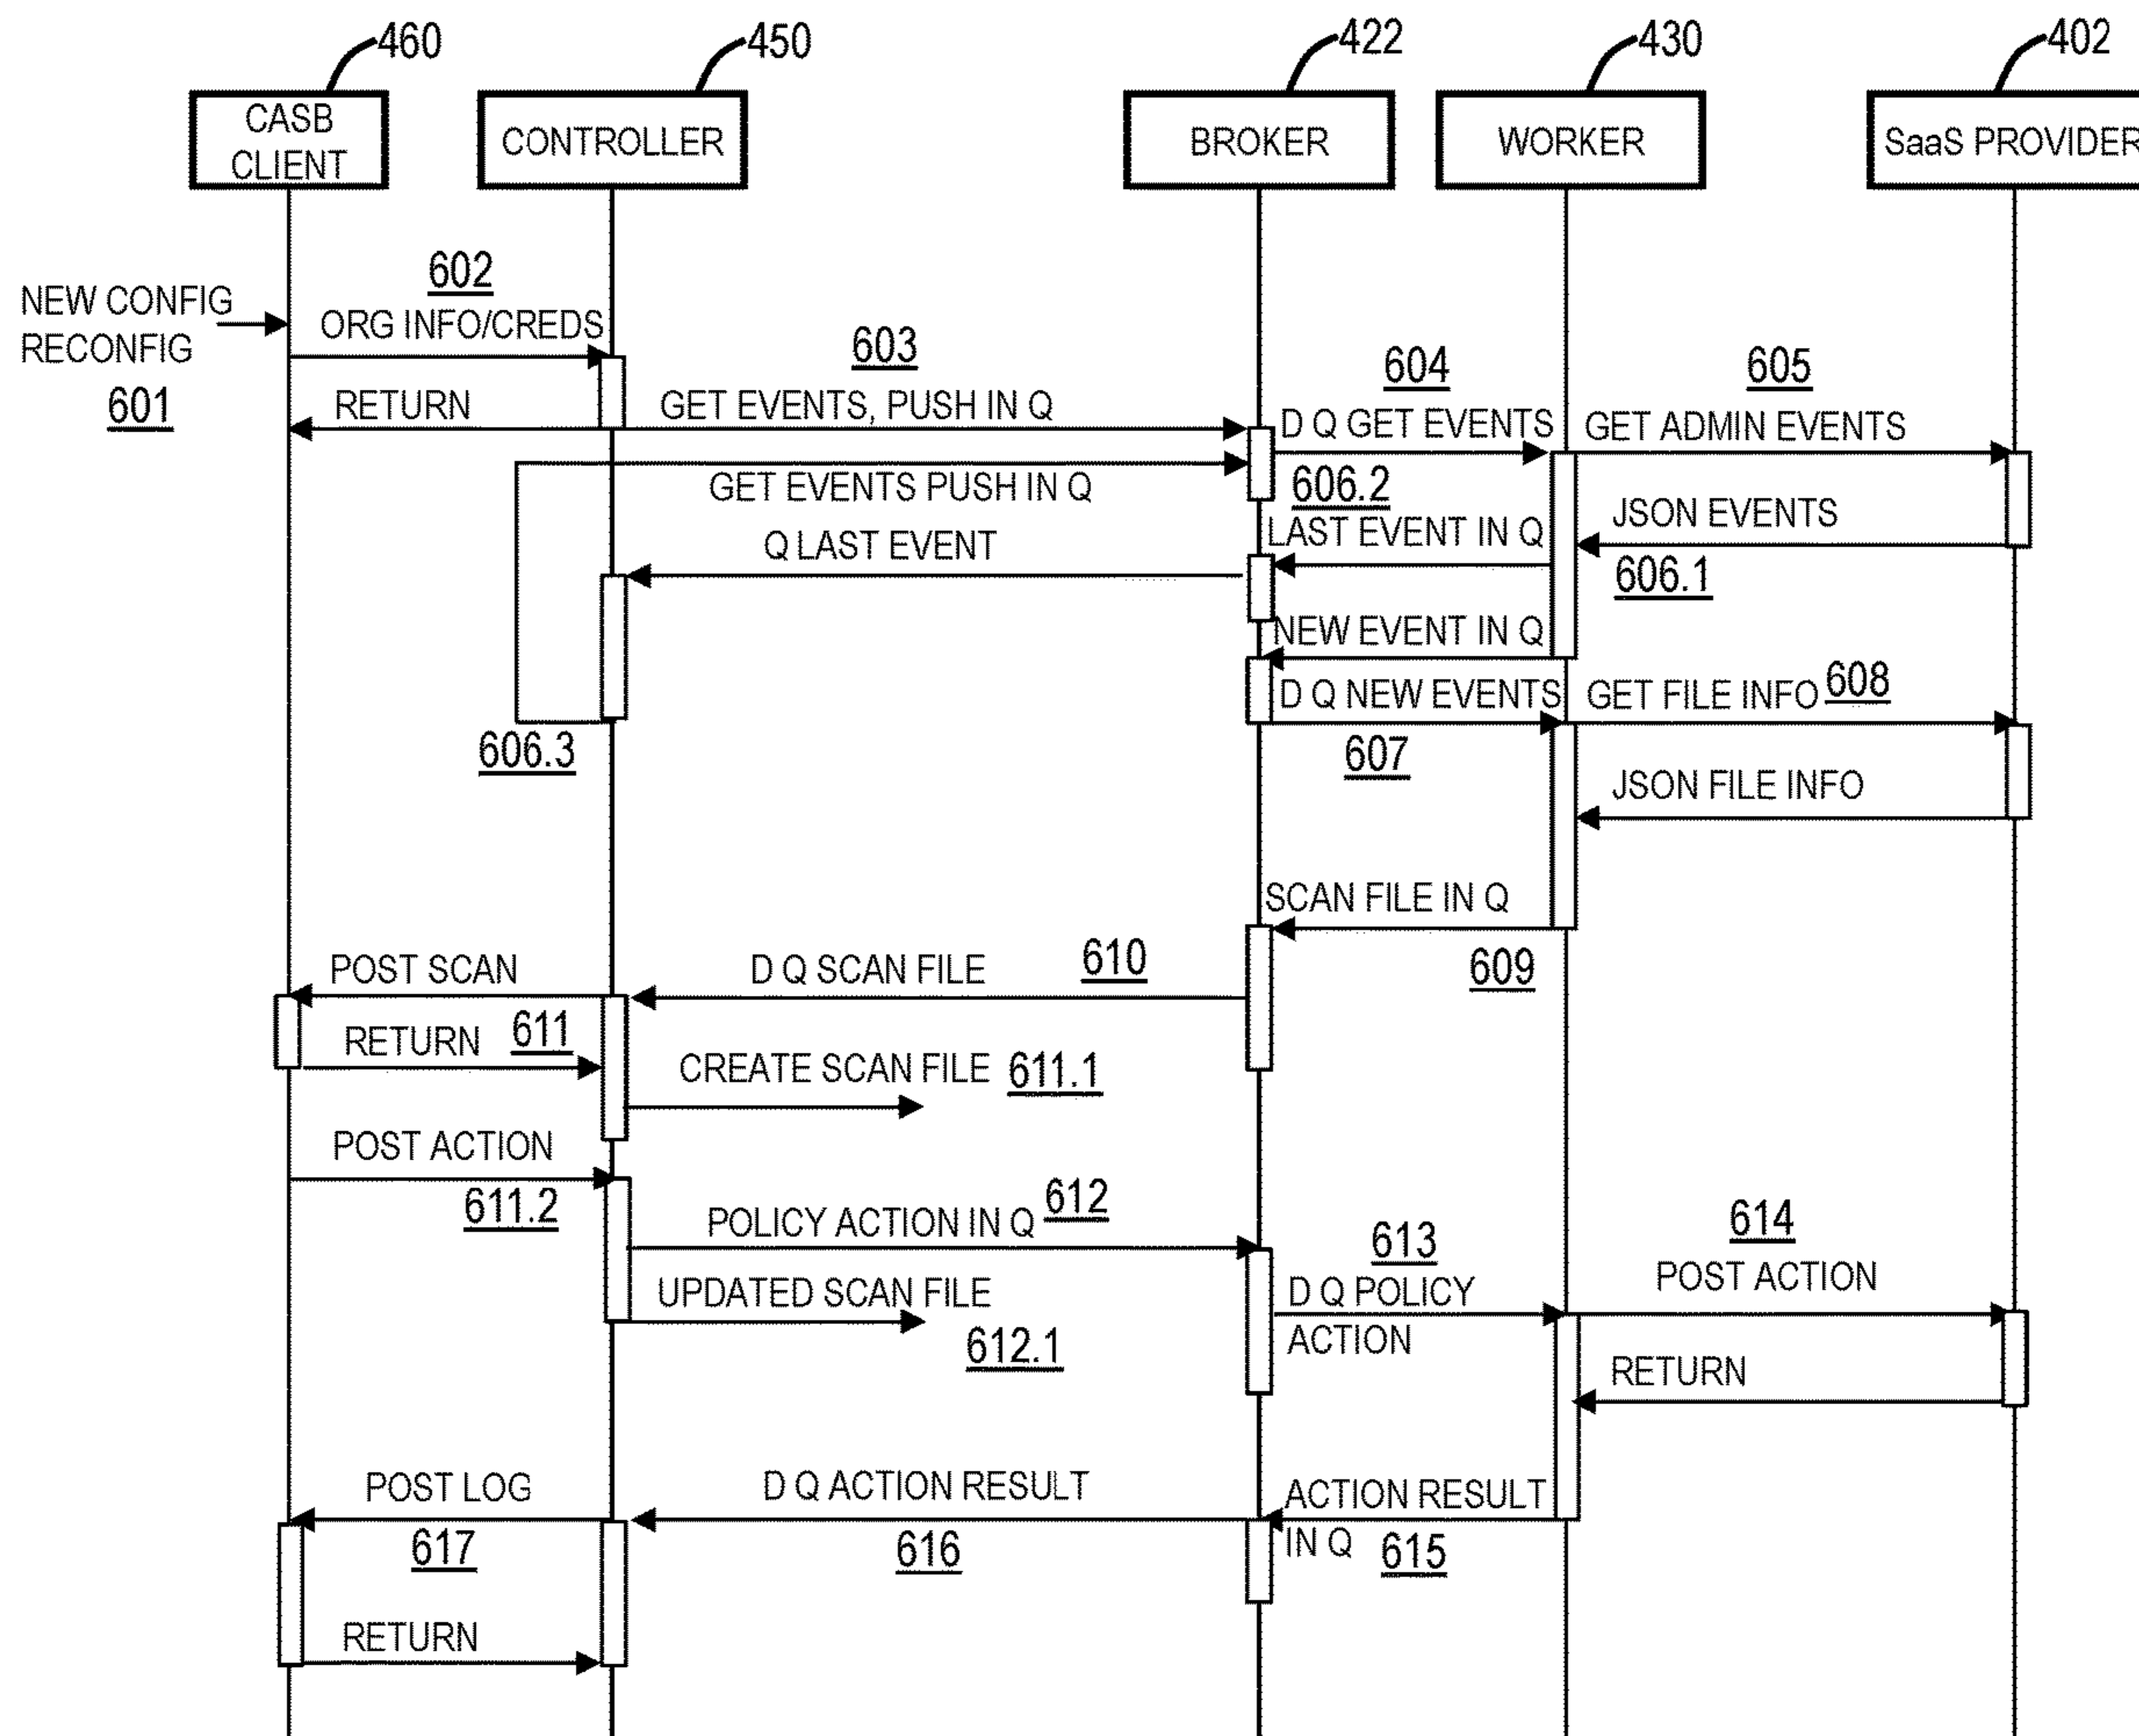 460
450
422
430
402
CASB
CLIENT
CONTROLLER
BROKER
WORKER
SaaS PROVIDER
602
NEW CONFIG
RECONFIG
601
ORG INFO/CREDS
603
604
605
RETURN
GET EVENTS, PUSH IN Q
D Q GET EVENTS
GET ADMIN EVENTS
GET EVENTS PUSH IN Q
606.2
JSON EVENTS
LAST EVENT IN Q
Q LAST EVENT
606.1
NEW EVENT IN Q
D Q NEW EVENTS
GET FILE INFO 608
606.3
607
JSON FILE INFO
SCAN FILE IN Q
609
POST SCAN
D Q SCAN FILE
610
RETURN 611
CREATE SCAN FILE 611.1
POST ACTION
611.2
POLICY ACTION IN Q 612
613
614
UPDATED SCAN FILE
612.1
D Q POLICY
ACTION
POST ACTION
RETURN
POST LOG
617
D Q ACTION RESULT
616
ACTION RESULT
IN Q 615
RETURN